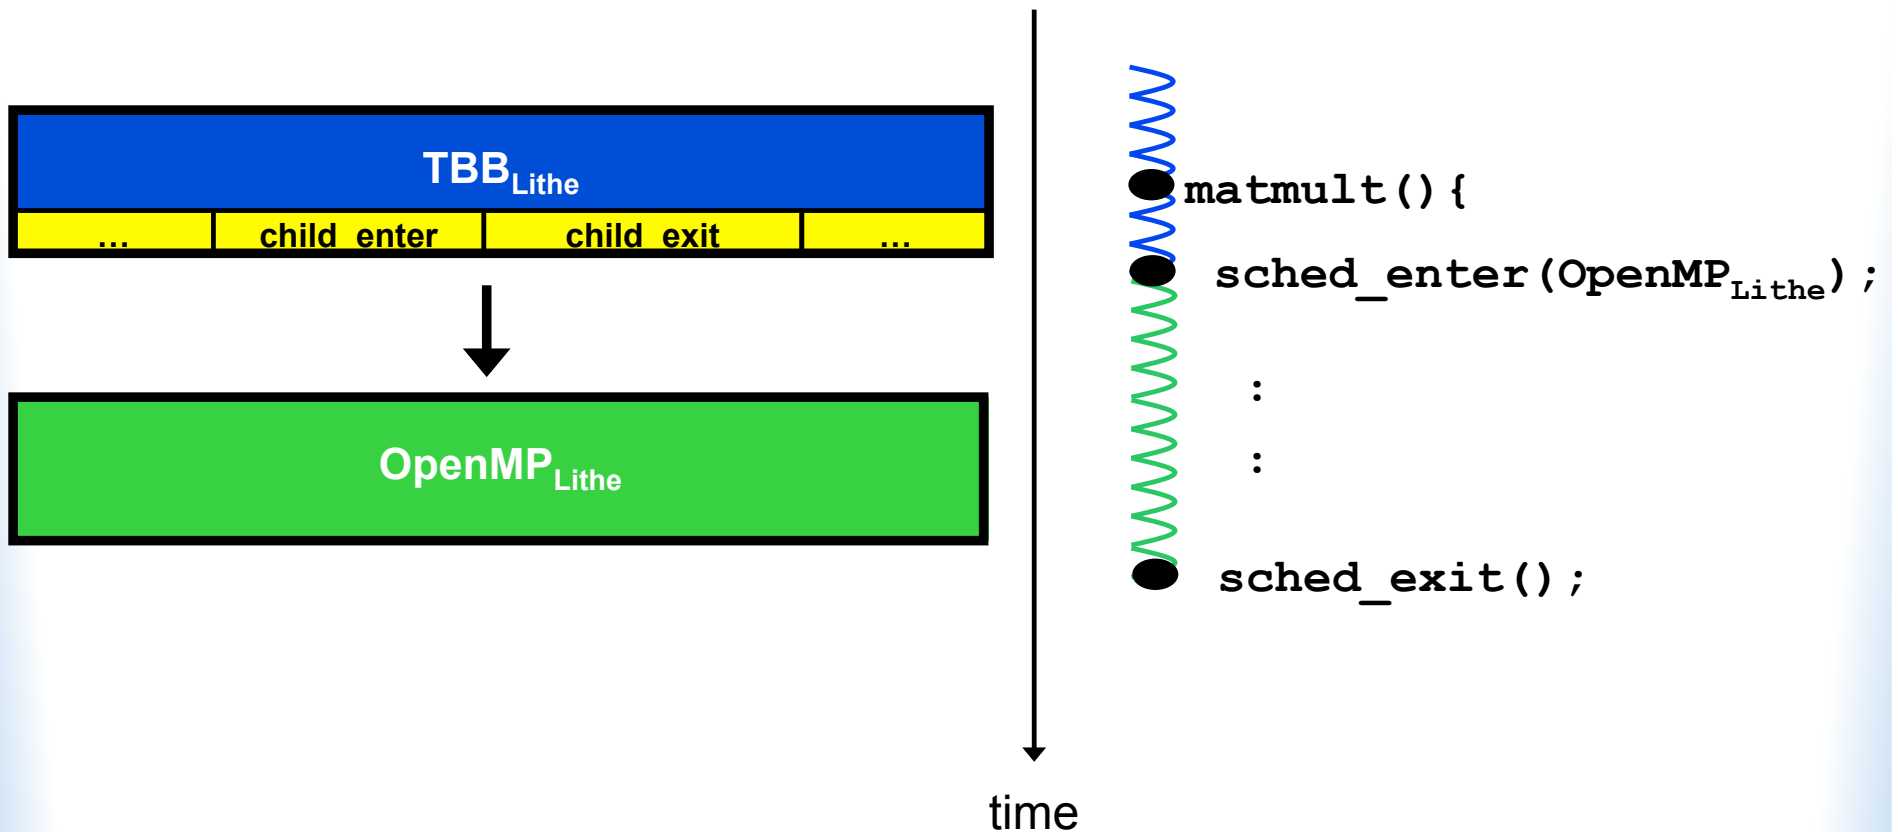 TBBLithe
… child_enter child_exit …
OpenMPLithe
time
matmult(){
sched_enter(OpenMPLithe);
:
:
sched_exit();